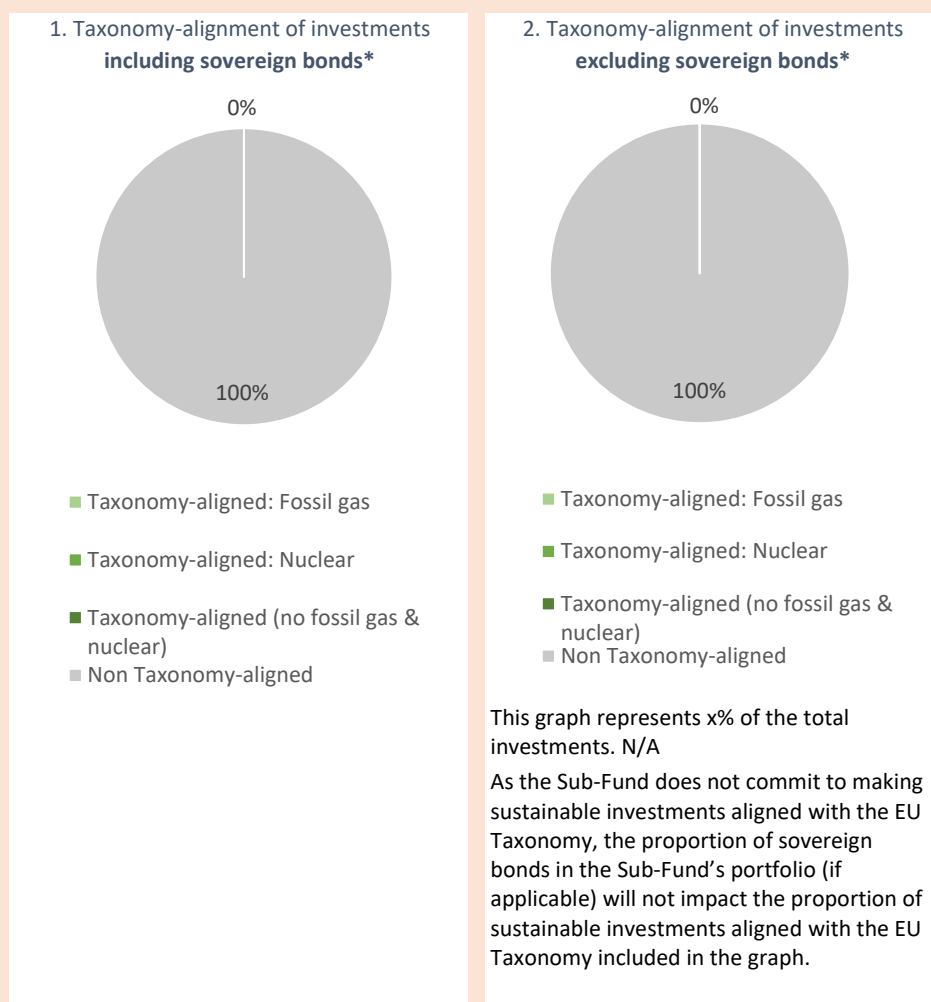 1. Taxonomy-alignment of investments
including sovereign bonds*
0%
100%
Taxonomy-aligned: Fossil gas
Taxonomy-aligned: Nuclear
Taxonomy-aligned (no fossil gas &
nuclear)
Non Taxonomy-aligned
2. Taxonomy-alignment of investments
excluding sovereign bonds*
0%
100%
Taxonomy-aligned: Fossil gas
Taxonomy-aligned: Nuclear
Taxonomy-aligned (no fossil gas &
nuclear)
Non Taxonomy-aligned
This graph represents x% of the total
investments. N/A
As the Sub-Fund does not commit to making
sustainable investments aligned with the EU
Taxonomy, the proportion of sovereign
bonds in the Sub-Fund's portfolio (if
applicable) will not impact the proportion of
sustainable investments aligned with the EU
Taxonomy included in the graph.